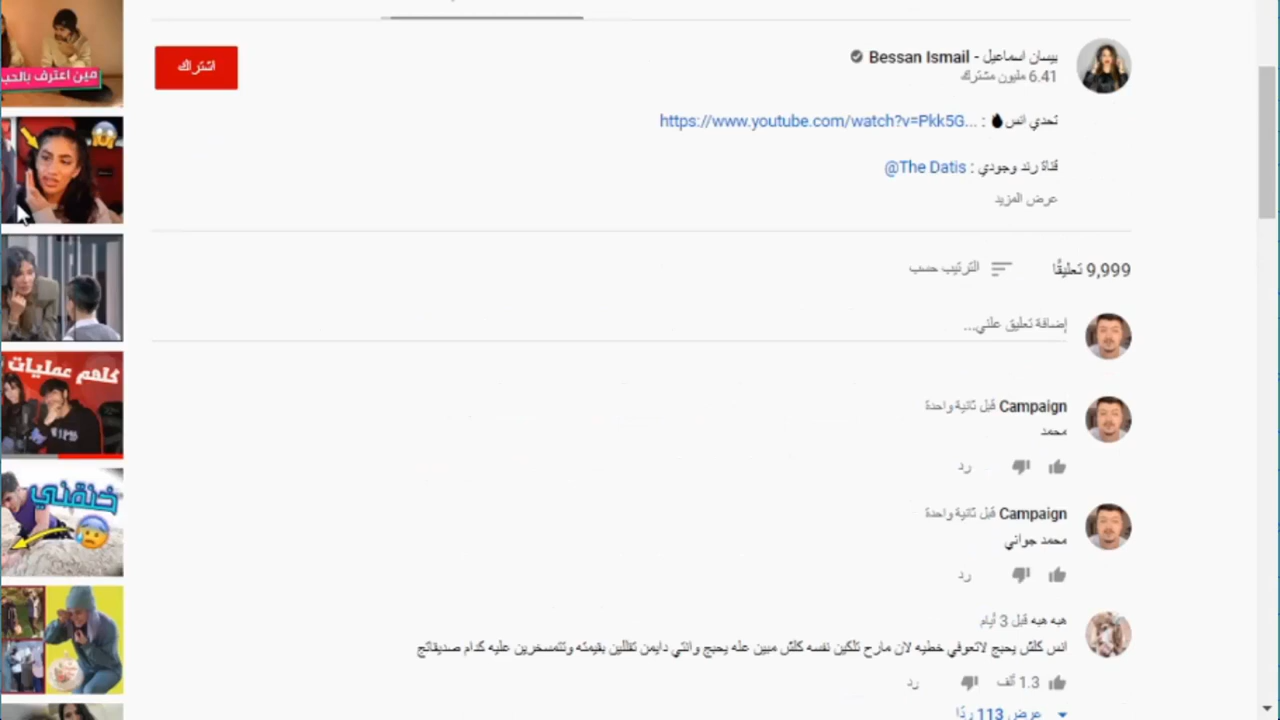 بيسان اسماعيل - Bessan Ismail
6.41 مليون مشترك
اشتراك
تحدي انس : https://www.youtube.com/watch?v=Pkk5G...
قناة رند وجودي : @The Datis
عرض المزيد
9,999 تعليقًا
الترتيب حسب
إضافة تعليق علني...
Campaign قبل ثانية واحدة
محمد
رد
Campaign قبل ثانية واحدة
محمد جواني
رد
هبه هبه قبل 3 أيام
انس كلش يحبج لاتعوفي خطيه لان مارح تلكين نفسه كلش مبين عله يحبج وانتي دايمن تقللين بقيمته وتتمسخرين عليه كدام صديقاتج
1.3 ألف
رد
عرض 113 ردًا
مين اعترف بالحب
كلهم عمليات
خنقني